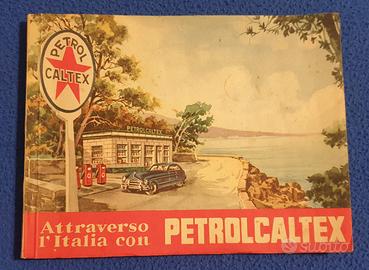 PETROL
CALTEX
PETROLCALTEX
Attraverso
l'Italia con
PETROLCALTEX
subito